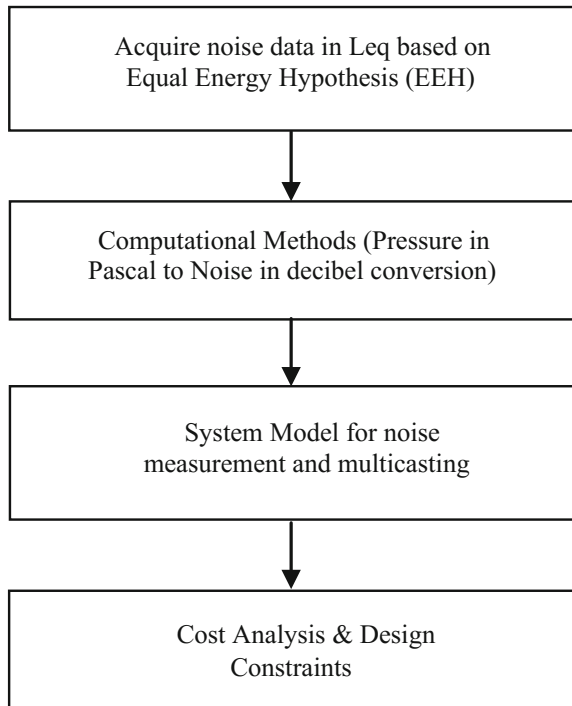 Acquire noise data in Leq based on
Equal Energy Hypothesis (EEH)
Computational Methods (Pressure in
Pascal to Noise in decibel conversion)
System Model for noise
measurement and multicasting
Cost Analysis & Design
Constraints